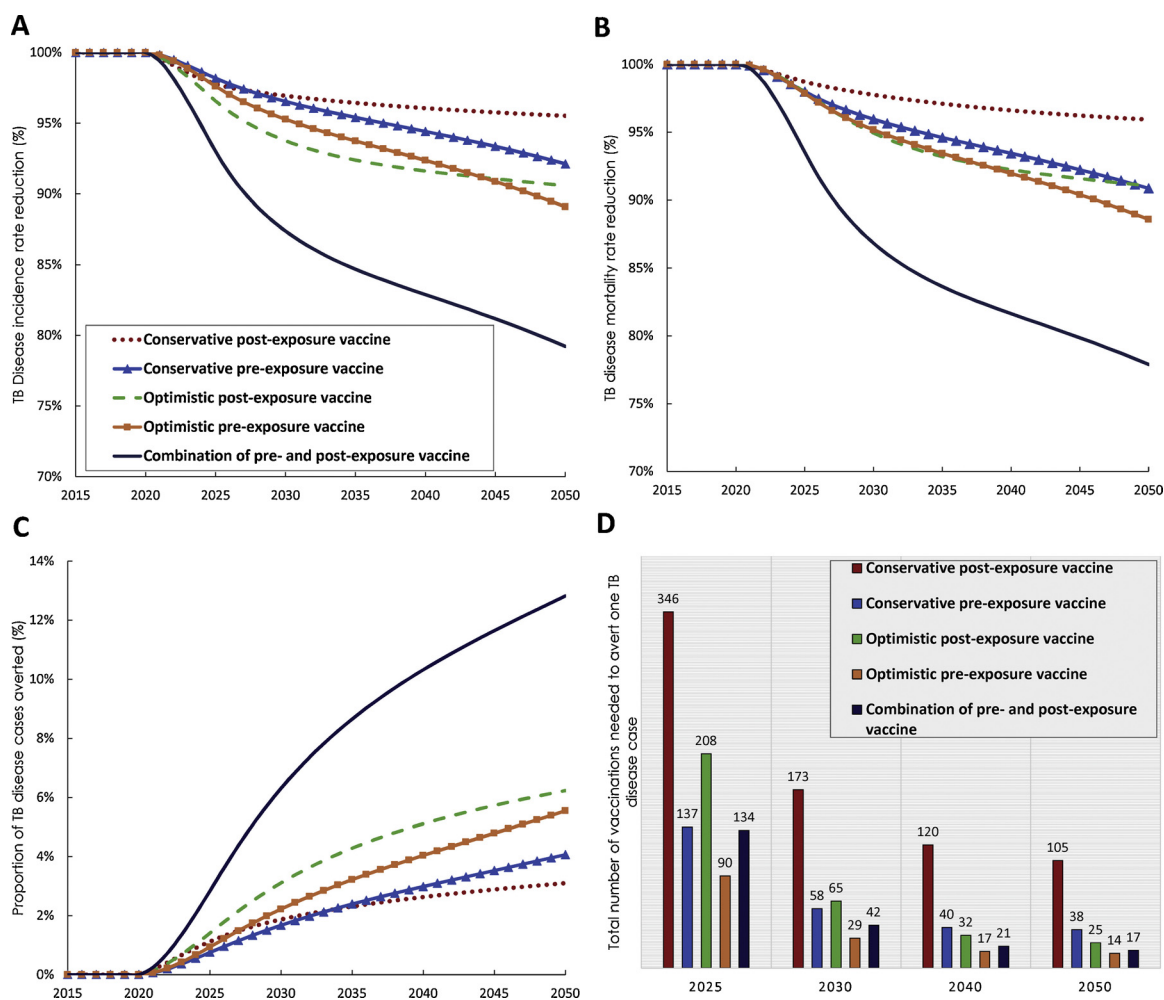 A
100%
95%
90%
85%
80%
75%
70%
TB Disease incidence rate reduction (%)
Conservative post-exposure vaccine
Conservative pre-exposure vaccine
Optimistic post-exposure vaccine
Optimistic pre-exposure vaccine
Combination of pre- and post-exposure vaccine
2015 2020 2025 2030 2035 2040 2045 2050
B
100%
95%
90%
85%
80%
75%
70%
TB disease mortality rate reduction (%)
2015 2020 2025 2030 2035 2040 2045 2050
C
14%
12%
10%
8%
6%
4%
2%
0%
Proportion of TB disease cases averted (%)
2015 2020 2025 2030 2035 2040 2045 2050
D
Total number of vaccinations needed to avert one TB
disease case
Conservative post-exposure vaccine
Conservative pre-exposure vaccine
Optimistic post-exposure vaccine
Optimistic pre-exposure vaccine
Combination of pre- and post-exposure
vaccine
346 137 208 90 134
173 58 65 29 42
120 40 32 17 21
105 38 25 14 17
2025 2030 2040 2050